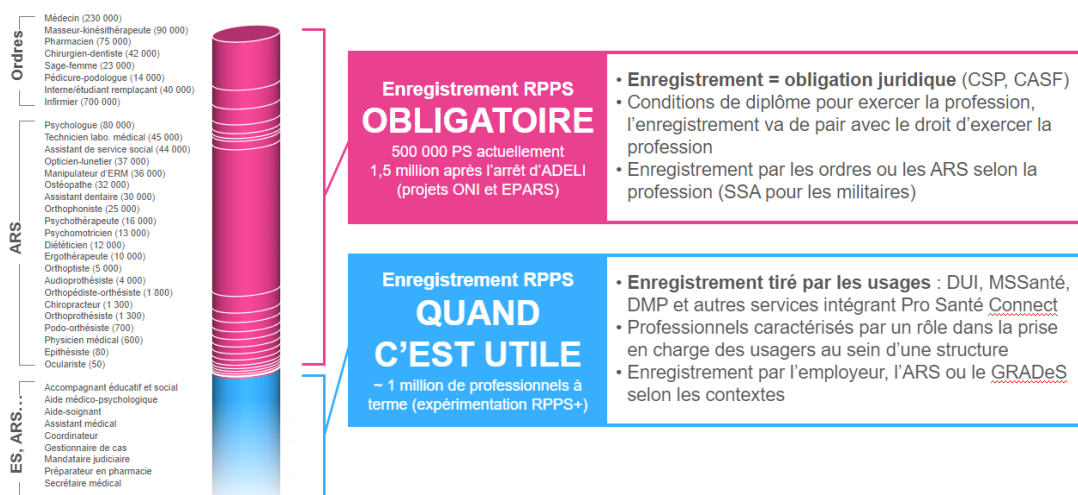 Ordres
Médecin (230 000)
Masseur-kinésithérapeute (90 000)
Pharmacien (75 000)
Chirurgien-dentiste (42 000)
Sage-femme (23 000)
Pédicure-podologue (14 000)
Interne/étudiant remplaçant (40 000)
Infirmier (700 000)
ARS
Psychologue (80 000)
Technicien labo. médical (45 000)
Assistant de service social (44 000)
Opticien-lunetier (37 000)
Manipulateur d'ERM (36 000)
Ostéopathe (32 000)
Assistant dentaire (30 000)
Orthophoniste (25 000)
Psychothérapeute (16 000)
Psychomotricien (13 000)
Diététicien (12 000)
Ergothérapeute (10 000)
Orthoptiste (5 000)
Audioprothésiste (4 000)
Orthopédiste-orthésiste (1 800)
Chiropracteur (1 300)
Orthoprothésiste (1 300)
Podo-orthésiste (700)
Physicien médical (600)
Epithésiste (80)
Oculariste (50)
ES, ARS...
Accompagnant éducatif et social
Aide médico-psychologique
Aide-soignant
Assistant médical
Coordinateur
Gestionnaire de cas
Mandataire judiciaire
Préparateur en pharmacie
Secrétaire médical
Enregistrement RPPS
OBLIGATOIRE
500 000 PS actuellement
1,5 million après l'arrêt d'ADELI
(projets ONI et EPARS)
• Enregistrement = obligation juridique (CSP, CASF)
• Conditions de diplôme pour exercer la profession,
l'enregistrement va de pair avec le droit d'exercer la
profession
• Enregistrement par les ordres ou les ARS selon la
profession (SSA pour les militaires)
Enregistrement RPPS
QUAND
C'EST UTILE
~ 1 million de professionnels à
terme (expérimentation RPPS+)
• Enregistrement tiré par les usages : DUI, MSSanté,
DMP et autres services intégrant Pro Santé Connect
• Professionnels caractérisés par un rôle dans la prise
en charge des usagers au sein d'une structure
• Enregistrement par l'employeur, l'ARS ou le GRADeS
selon les contextes